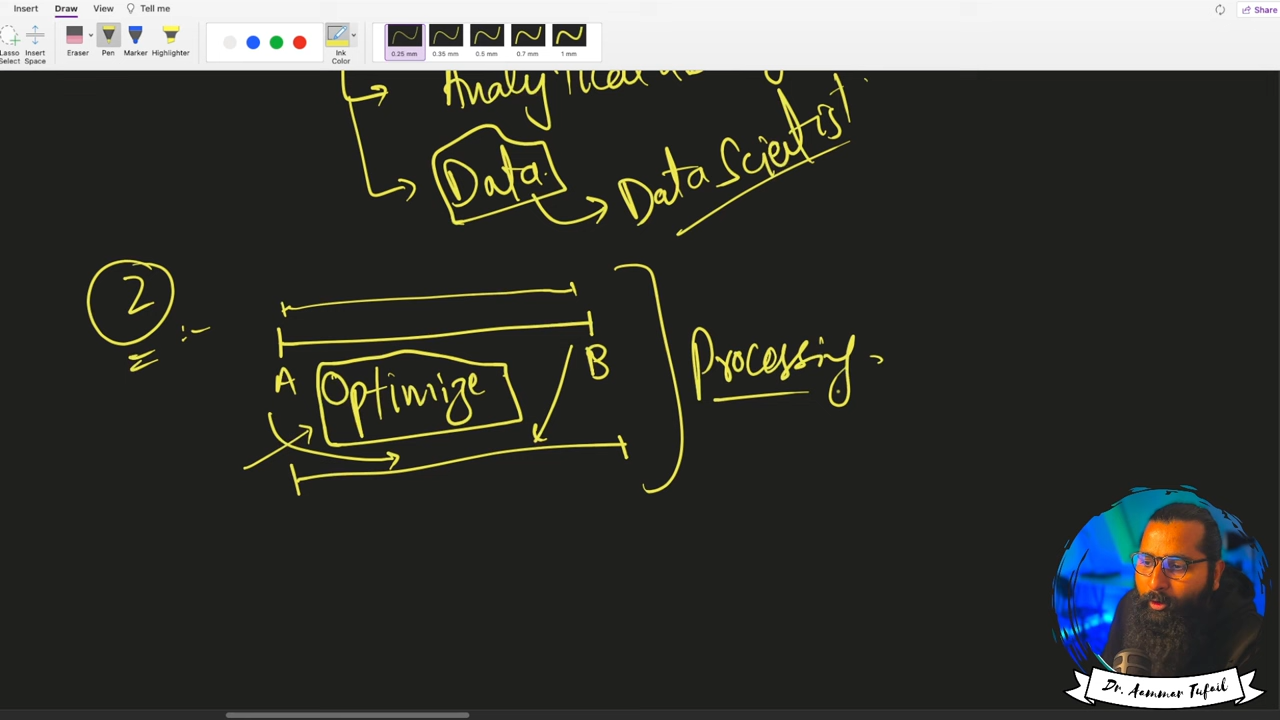 Insert Draw View Tell me Share
Lasso Select
Insert Space
Eraser
Pen
Marker
Highlighter
Ink Color
0.25 mm 0.35 mm 0.5 mm 0.7 mm 1 mm
Analytical
Data Data Scientist
2 :-
A B
Optimize
Processing
Dr. Aammar Tufail